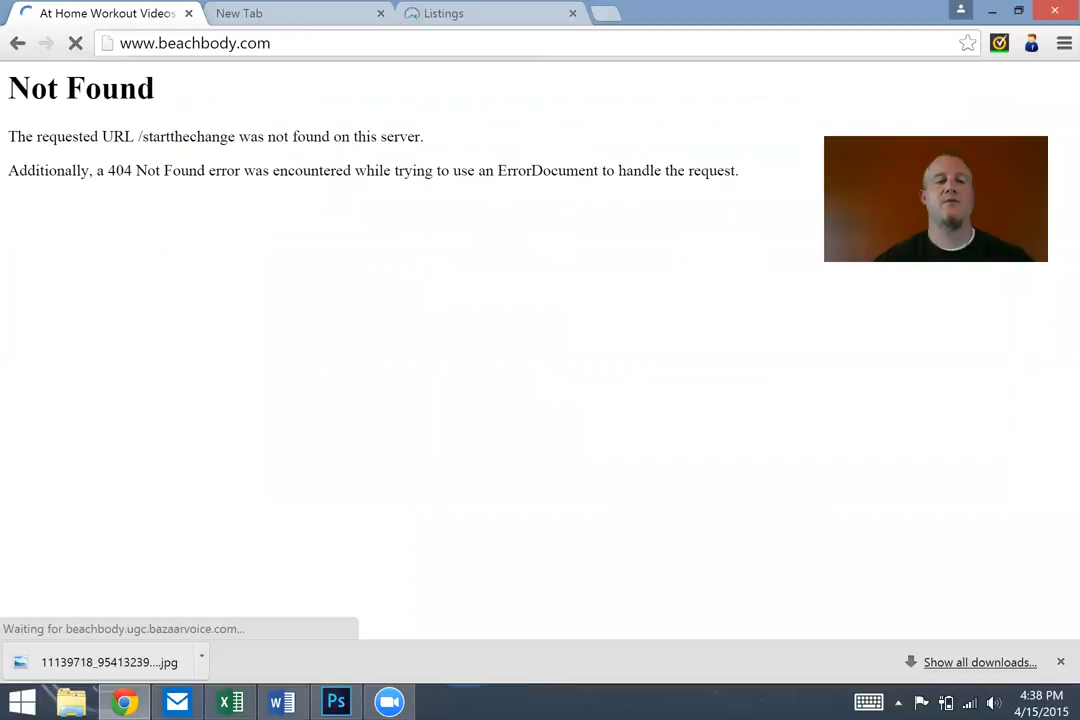 At Home Workout Videos
New Tab
Listings
www.beachbody.com
Not Found
The requested URL /startthechange was not found on this server.
Additionally, a 404 Not Found error was encountered while trying to use an ErrorDocument to handle the request.
Waiting for beachbody.ugc.bazaarvoice.com...
11139718_95413239....jpg
Show all downloads...
Ps
4:38 PM
4/15/2015